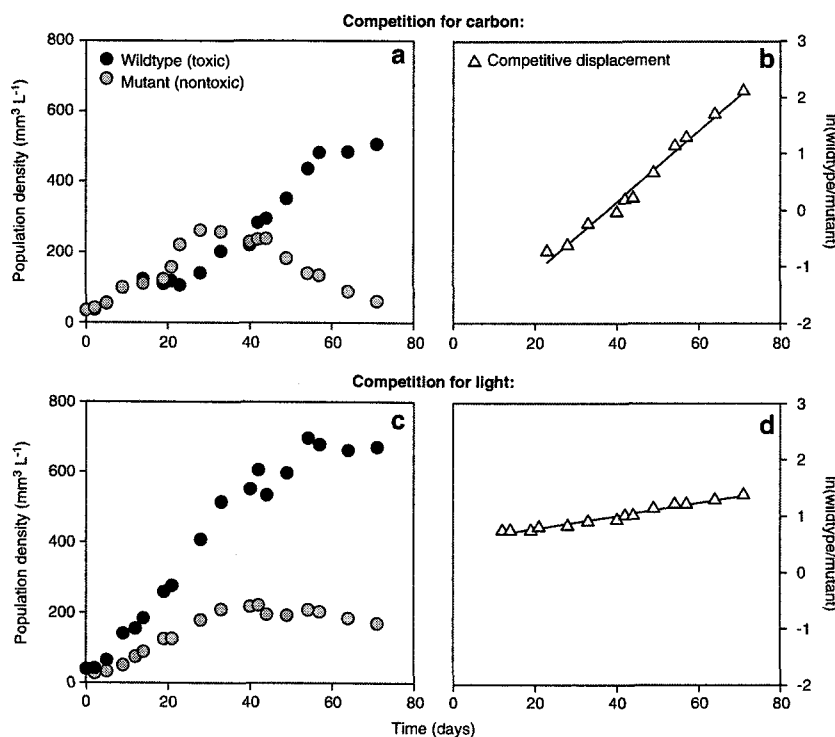 Competition for carbon:
800
600
400
200
0
Population density (mm³ L⁻¹)
Wildtype (toxic)
Mutant (nontoxic)
a
0 20 40 60 80
Competitive displacement
b
3
2
1
0
-1
-2
ln(wildtype/mutant)
0 20 40 60 80
Competition for light:
800
600
400
200
0
Population density (mm³ L⁻¹)
c
0 20 40 60 80
d
3
2
1
0
-1
-2
ln(wildtype/mutant)
0 20 40 60 80
Time (days)